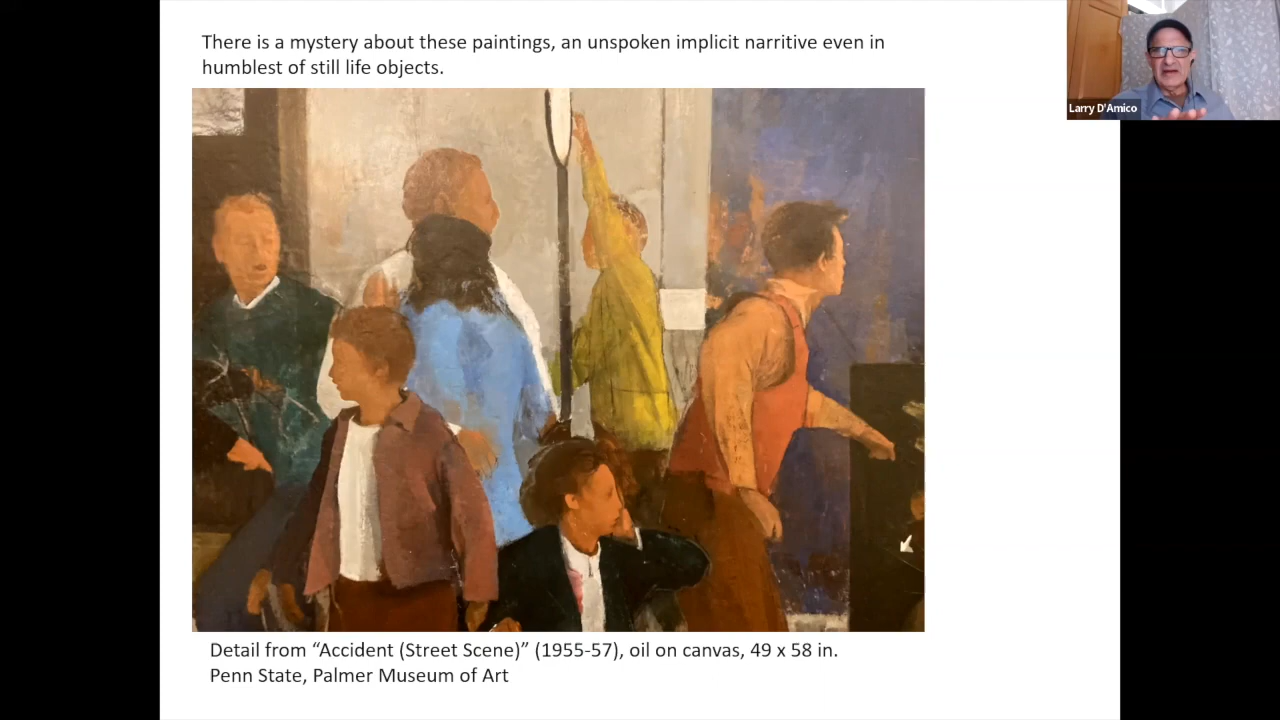 There is a mystery about these paintings, an unspoken implicit narritive even in
humblest of still life objects.
Larry D'Amico
Detail from “Accident (Street Scene)” (1955-57), oil on canvas, 49 x 58 in.
Penn State, Palmer Museum of Art